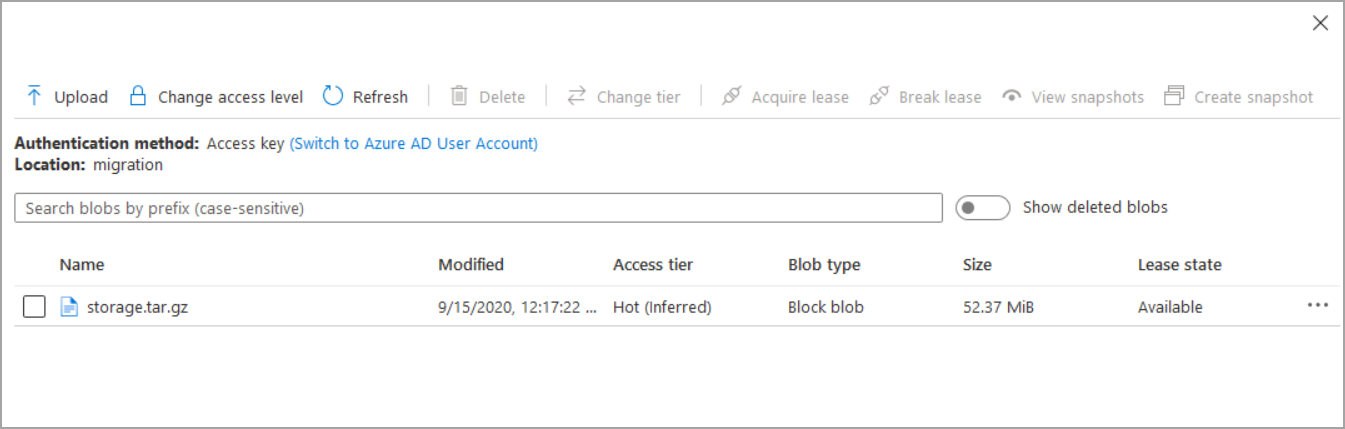 Upload Change access level Refresh Delete Change tier Acquire lease Break lease View snapshots Create snapshot
Authentication method: Access key (Switch to Azure AD User Account)
Location: migration
Search blobs by prefix (case-sensitive) Show deleted blobs
Name Modified Access tier Blob type Size Lease state
storage.tar.gz 9/15/2020, 12:17:22 ... Hot (Inferred) Block blob 52.37 MiB Available